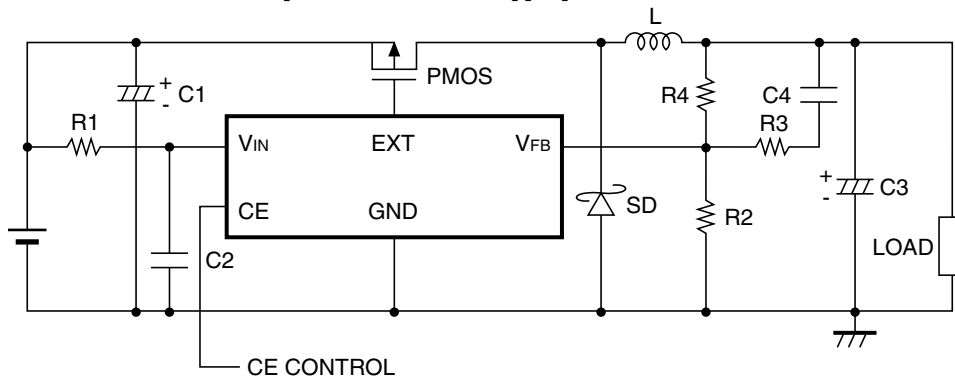 L
PMOS
C1
+
-
R4
C4
R1
R3
VIN
EXT
VFB
+
-
C3
CE
GND
SD
R2
LOAD
C2
CE CONTROL